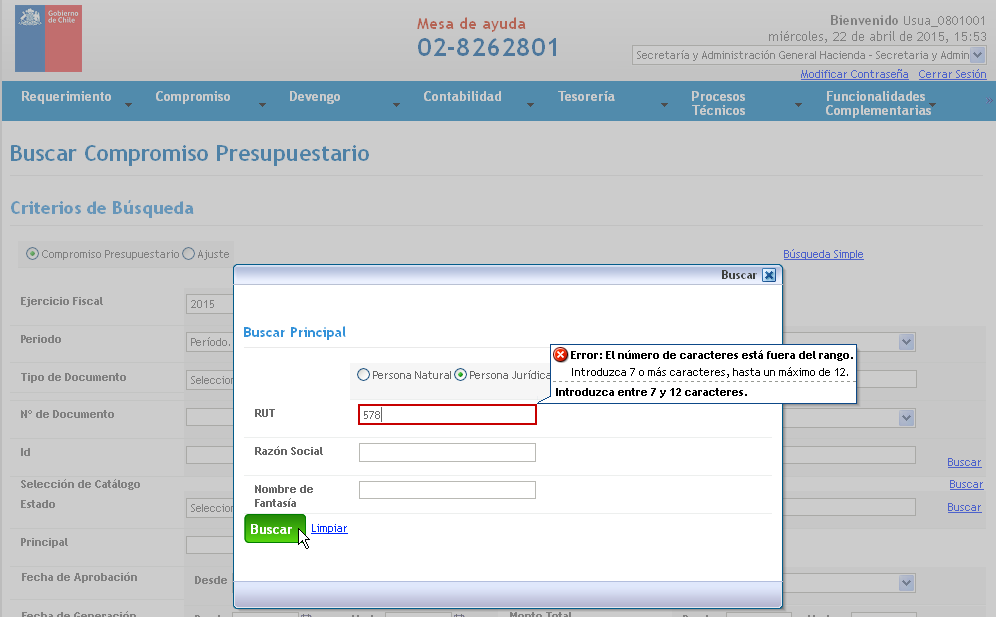 Gobierno
de Chile
Mesa de ayuda
02-8262801
Bienvenido Usua_0801001
miércoles, 22 de abril de 2015, 15:53
Secretaría y Administración General Hacienda - Secretaria y Admin
Modificar Contraseña Cerrar Sesión
Requerimiento Compromiso Devengo Contabilidad Tesorería Procesos Técnicos Funcionalidades Complementarias »
Buscar Compromiso Presupuestario
Criterios de Búsqueda
Compromiso Presupuestario Ajuste
Búsqueda Simple
Ejercicio Fiscal 2015
Período Período.
Tipo de Documento Seleccion
N° de Documento
Id
Buscar
Selección de Catálogo
Buscar
Estado Seleccion
Buscar
Principal
Fecha de Aprobación Desde
Fecha de Generación
Monto Total
Buscar
Buscar Principal
Persona Natural Persona Jurídica
Error: El número de caracteres está fuera del rango.
Introduzca 7 o más caracteres, hasta un máximo de 12.
Introduzca entre 7 y 12 caracteres.
RUT 578
Razón Social
Nombre de
Fantasía
Buscar Limpiar